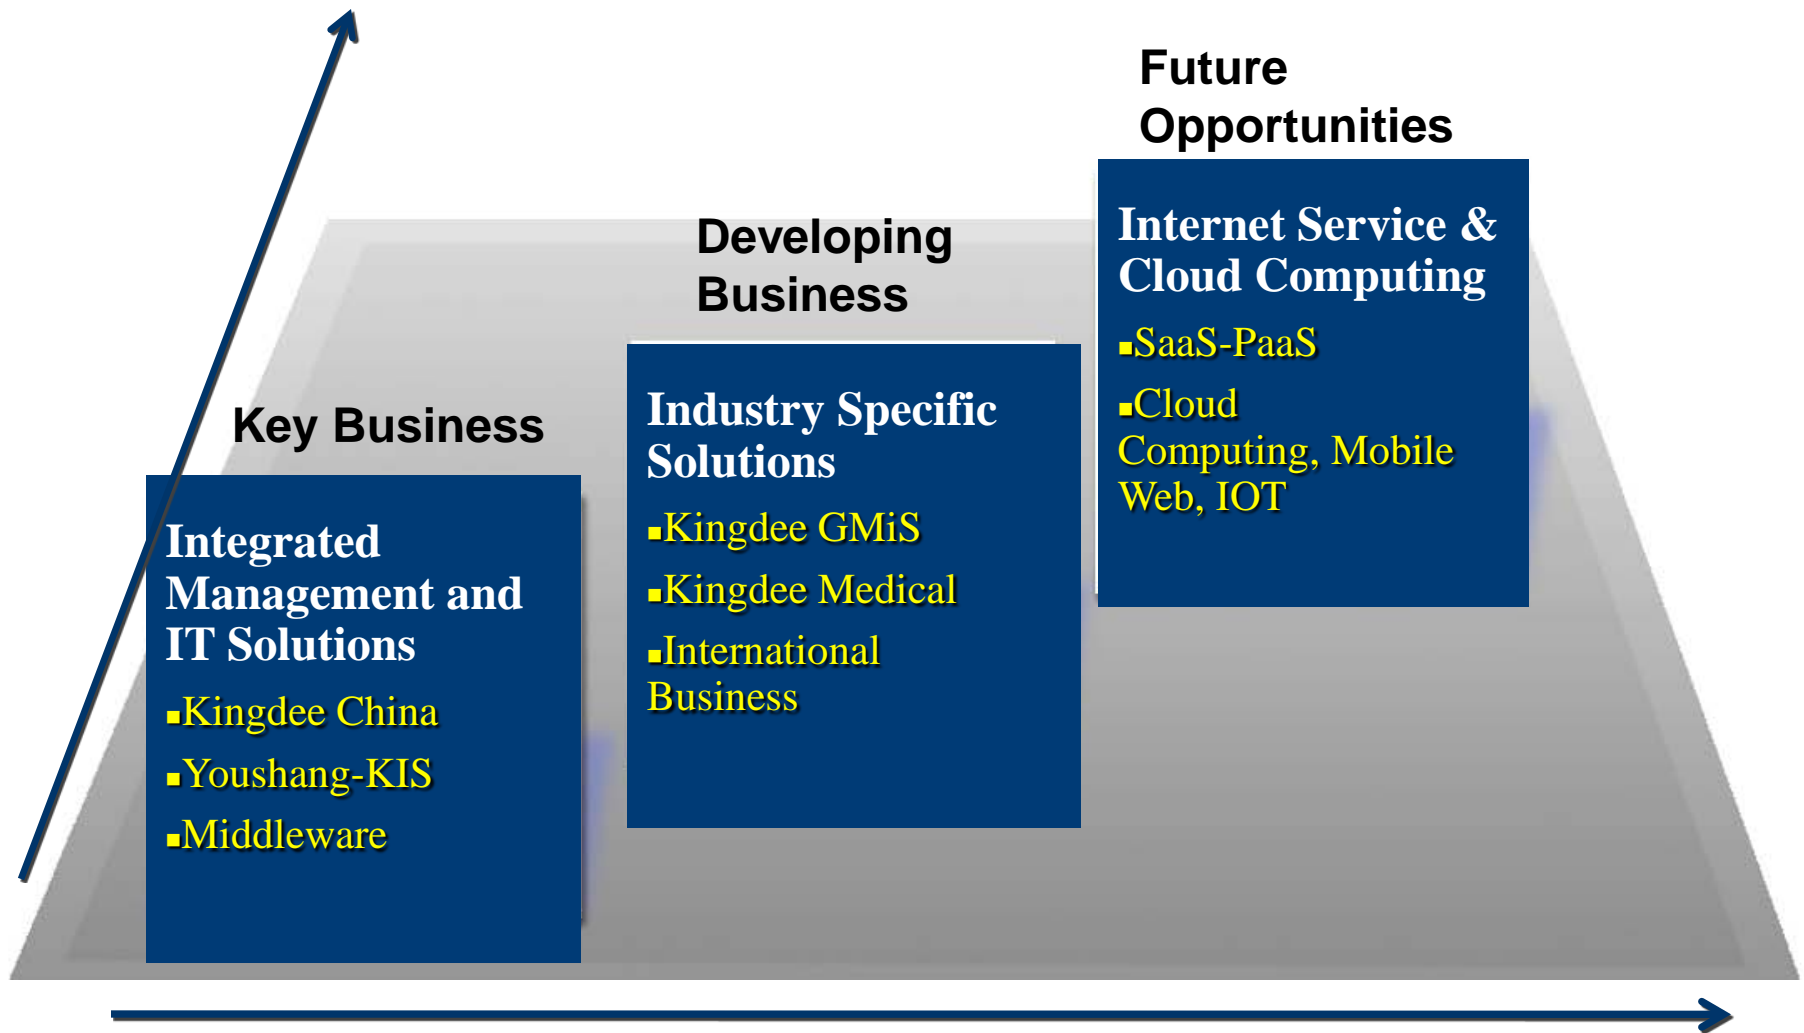 Key Business
Integrated
Management and
IT Solutions
▪Kingdee China
▪Youshang-KIS
▪Middleware
Developing
Business
Industry Specific
Solutions
▪Kingdee GMiS
▪Kingdee Medical
▪International
Business
Future
Opportunities
Internet Service &
Cloud Computing
▪SaaS-PaaS
▪Cloud
Computing, Mobile
Web, IOT